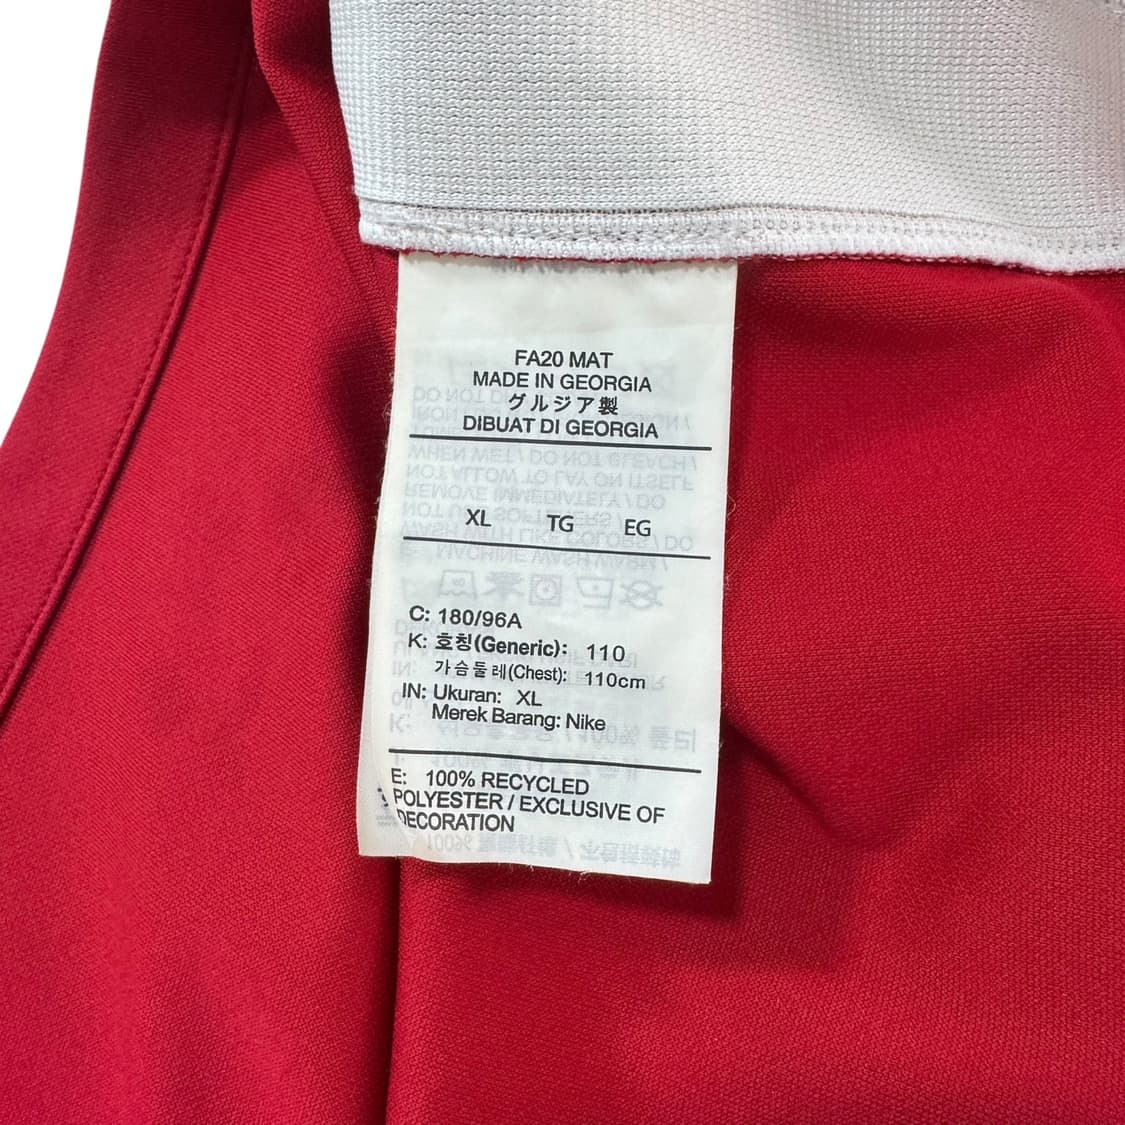 FA20 MAT
MADE IN GEORGIA
グルジア製
DIBUAT DI GEORGIA
XL TG EG
C: 180/96A
K: 호칭(Generic): 110
가슴둘레(Chest): 110cm
IN: Ukuran: XL
Merek Barang: Nike
E: 100% RECYCLED
POLYESTER / EXCLUSIVE OF
DECORATION